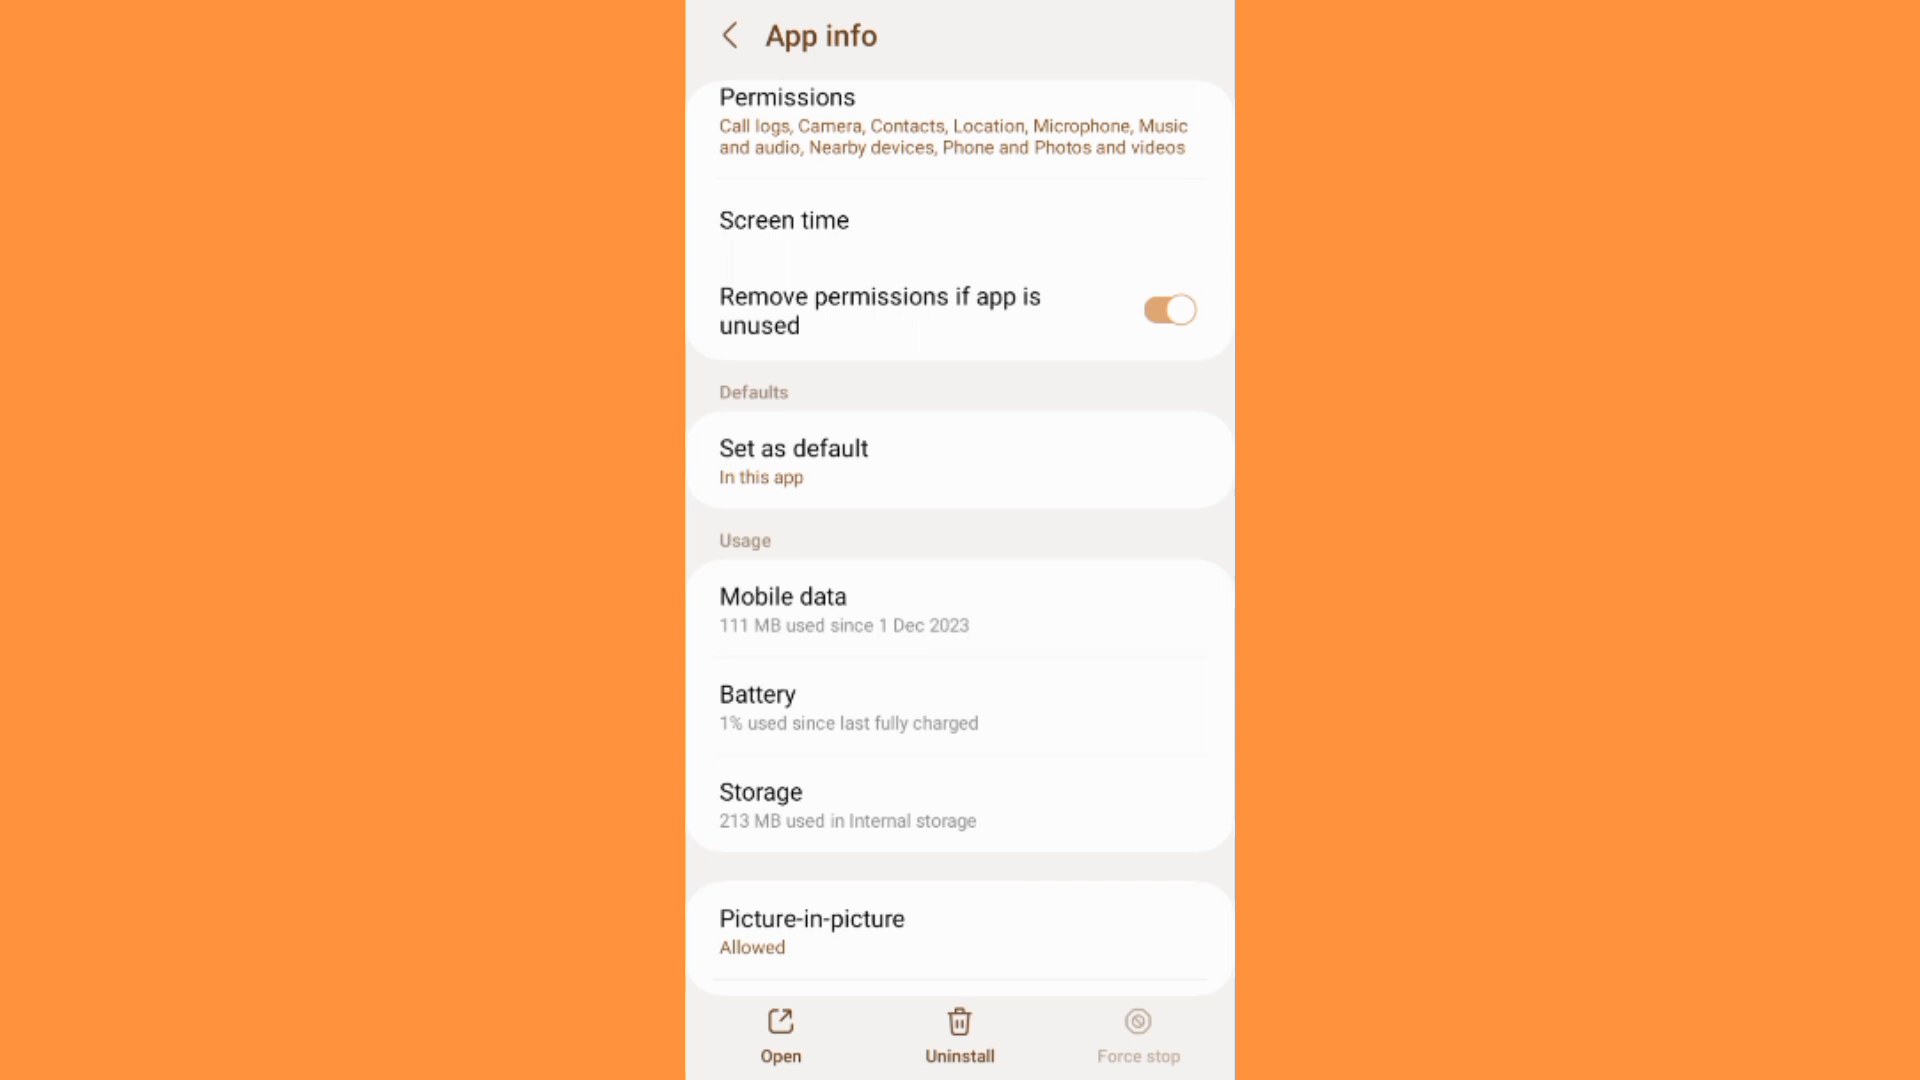 App info
Permissions
Call logs, Camera, Contacts, Location, Microphone, Music
and audio, Nearby devices, Phone and Photos and videos
Screen time
Remove permissions if app is
unused
Defaults
Set as default
In this app
Usage
Mobile data
111 MB used since 1 Dec 2023
Battery
1% used since last fully charged
Storage
213 MB used in Internal storage
Picture-in-picture
Allowed
Open
Uninstall
Force stop